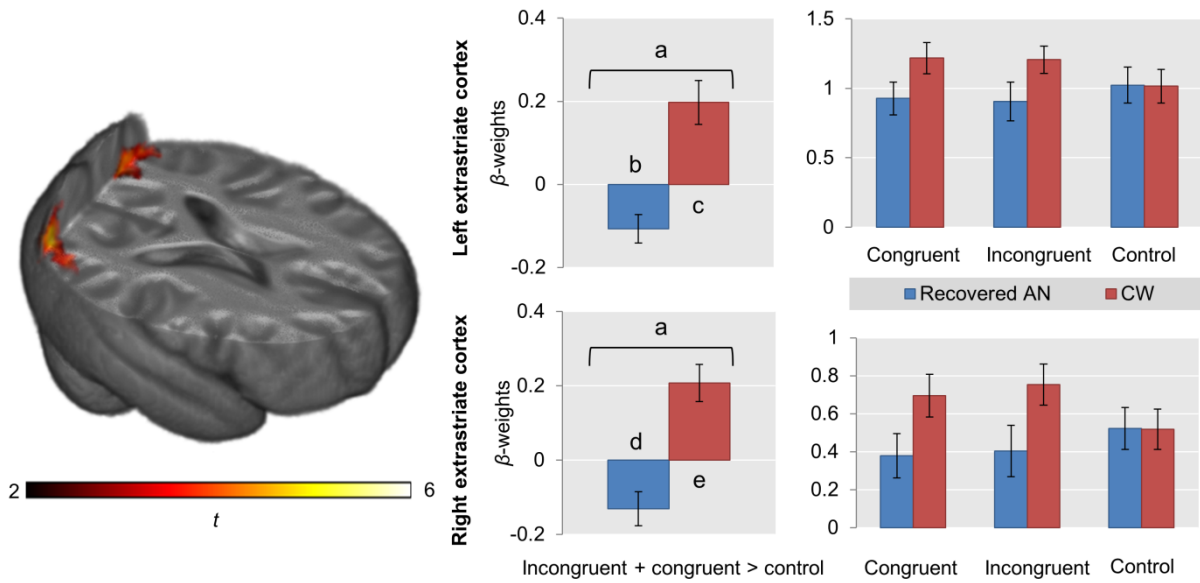 2
6
t
Left extrastriate cortex
β-weights
0.4
0.2
0
-0.2
a
b
c
1.5
1
0.5
0
Congruent Incongruent Control
Recovered AN CW
Right extrastriate cortex
β-weights
0.4
0.2
0
-0.2
a
d
e
Incongruent + congruent > control
1
0.8
0.6
0.4
0.2
0
Congruent Incongruent Control